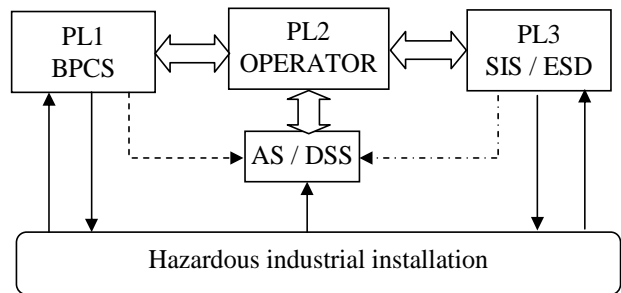 PL1
BPCS
PL2
OPERATOR
PL3
SIS / ESD
AS / DSS
Hazardous industrial installation